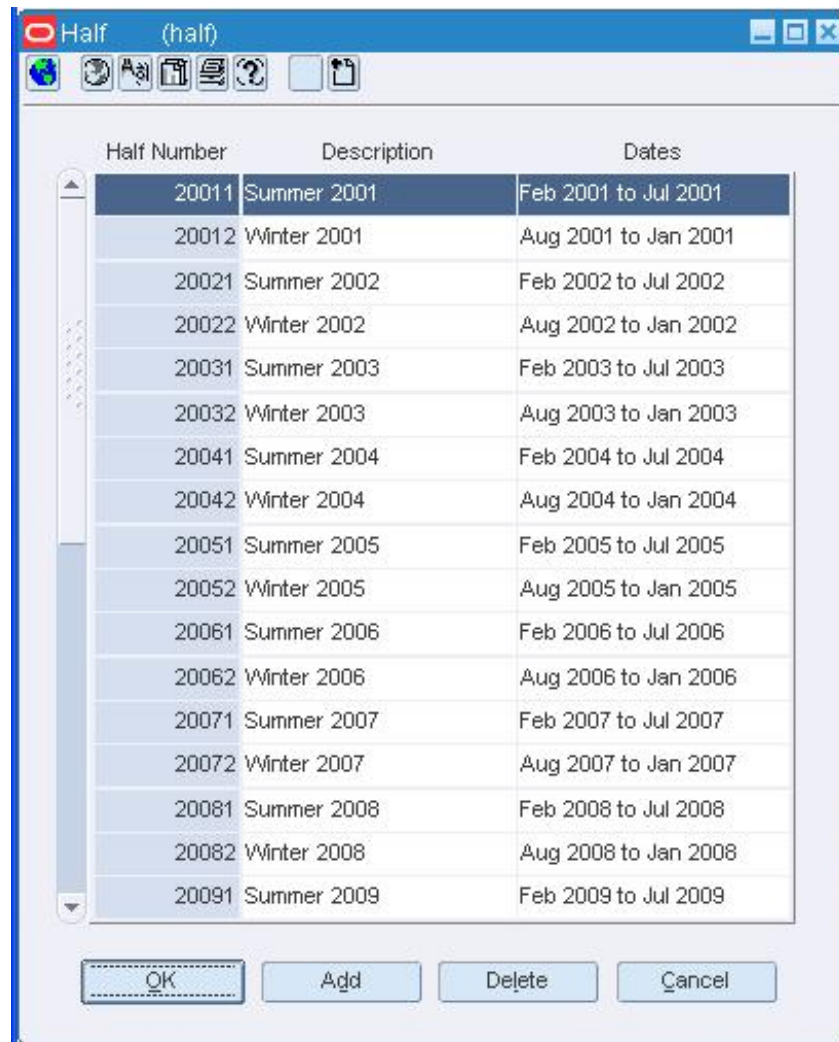 Half (half)
Half Number Description Dates
20011 Summer 2001 Feb 2001 to Jul 2001
20012 Winter 2001 Aug 2001 to Jan 2001
20021 Summer 2002 Feb 2002 to Jul 2002
20022 Winter 2002 Aug 2002 to Jan 2002
20031 Summer 2003 Feb 2003 to Jul 2003
20032 Winter 2003 Aug 2003 to Jan 2003
20041 Summer 2004 Feb 2004 to Jul 2004
20042 Winter 2004 Aug 2004 to Jan 2004
20051 Summer 2005 Feb 2005 to Jul 2005
20052 Winter 2005 Aug 2005 to Jan 2005
20061 Summer 2006 Feb 2006 to Jul 2006
20062 Winter 2006 Aug 2006 to Jan 2006
20071 Summer 2007 Feb 2007 to Jul 2007
20072 Winter 2007 Aug 2007 to Jan 2007
20081 Summer 2008 Feb 2008 to Jul 2008
20082 Winter 2008 Aug 2008 to Jan 2008
20091 Summer 2009 Feb 2009 to Jul 2009
OK Add Delete Cancel